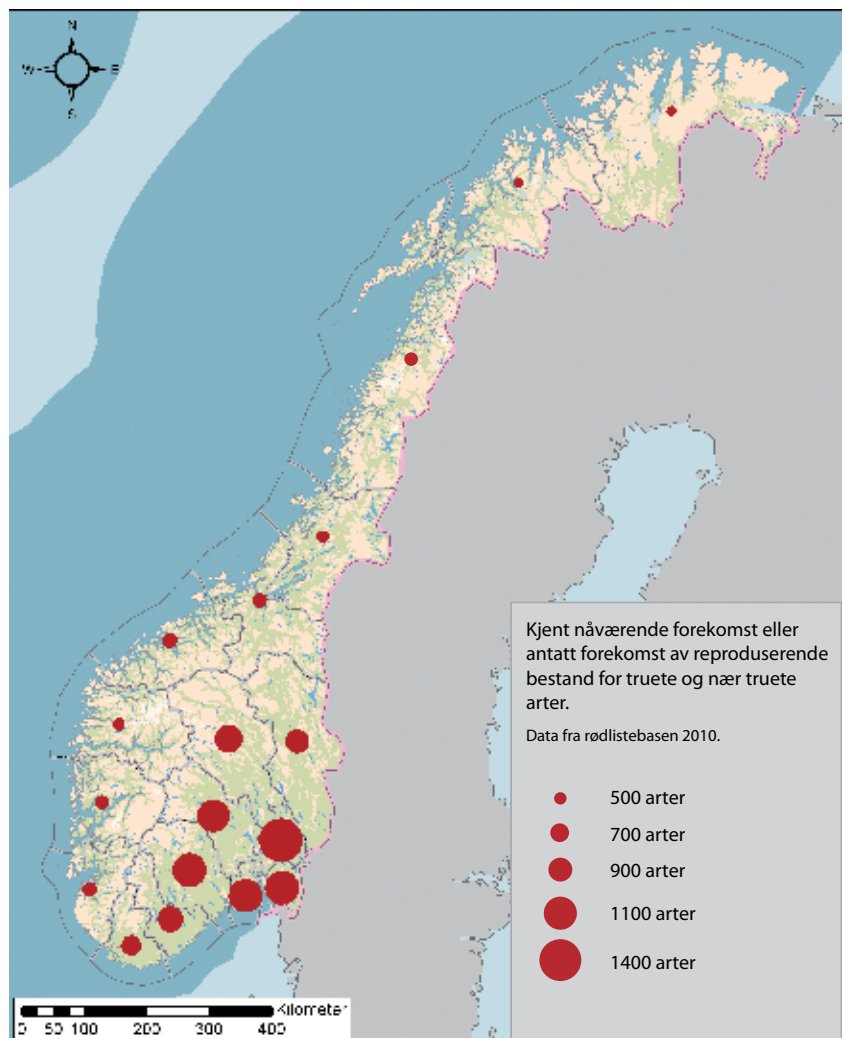 N
W E
S
Kjent nåværende forekomst eller
antatt forekomst av reproduserende
bestand for truete og nær truete
arter.
Data fra rødlistebasen 2010.
500 arter
700 arter
900 arter
1100 arter
1400 arter
Kilometer
0 50 100 200 300 400